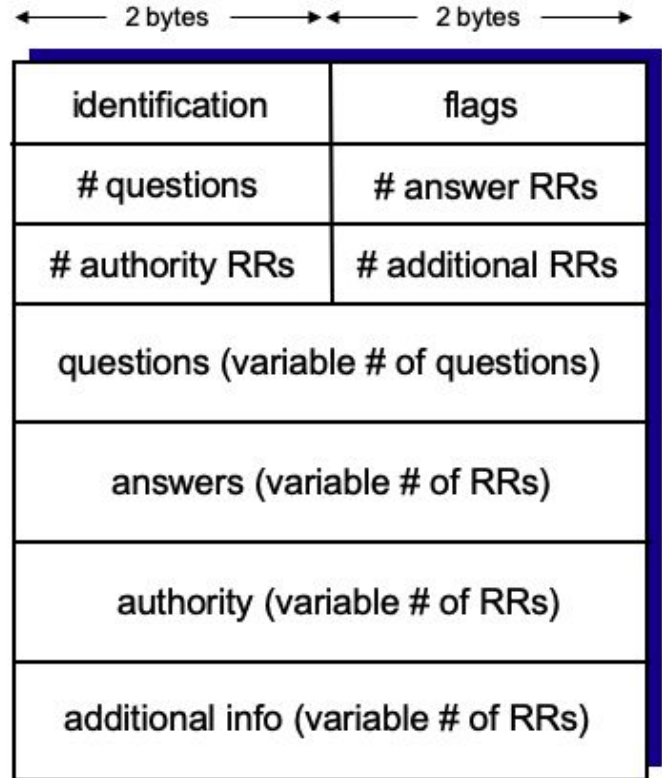 2 bytes 2 bytes
identification flags
# questions # answer RRs
# authority RRs # additional RRs
questions (variable # of questions)
answers (variable # of RRs)
authority (variable # of RRs)
additional info (variable # of RRs)